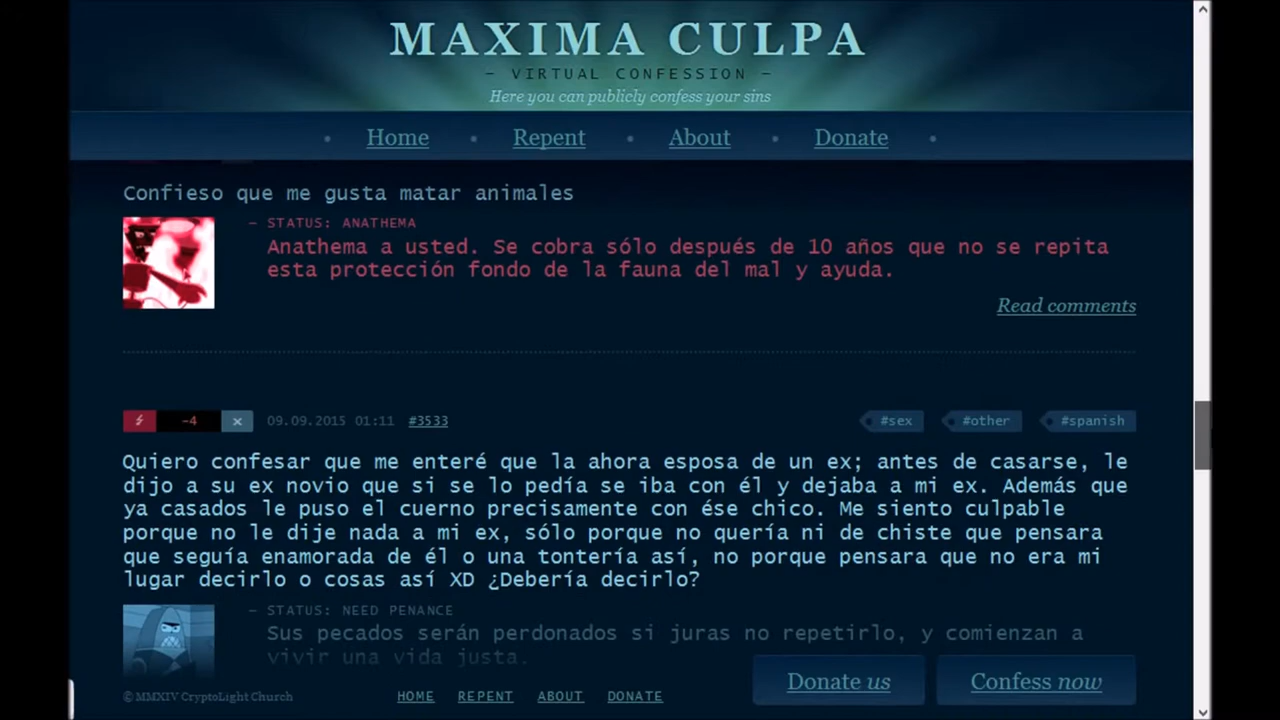 MAXIMA CULPA
– VIRTUAL CONFESSION –
Here you can publicly confess your sins
Home • Repent • About • Donate
Confieso que me gusta matar animales
– STATUS: ANATHEMA
Anathema a usted. Se cobra sólo después de 10 años que no se repita
esta protección fondo de la fauna del mal y ayuda.
Read comments
-4 × 09.09.2015 01:11 #3533 #sex #other #spanish
Quiero confesar que me enteré que la ahora esposa de un ex; antes de casarse, le
dijo a su ex novio que si se lo pedía se iba con él y dejaba a mi ex. Además que
ya casados le puso el cuerno precisamente con ése chico. Me siento culpable
porque no le dije nada a mi ex, sólo porque no quería ni de chiste que pensara
que seguía enamorada de él o una tontería así, no porque pensara que no era mi
lugar decirlo o cosas así XD ¿Debería decirlo?
– STATUS: NEED PENANCE
Sus pecados serán perdonados si juras no repetirlo, y comienzan a
vivir una vida justa.
Donate us Confess now
© MMXIV CryptoLight Church HOME REPENT ABOUT DONATE